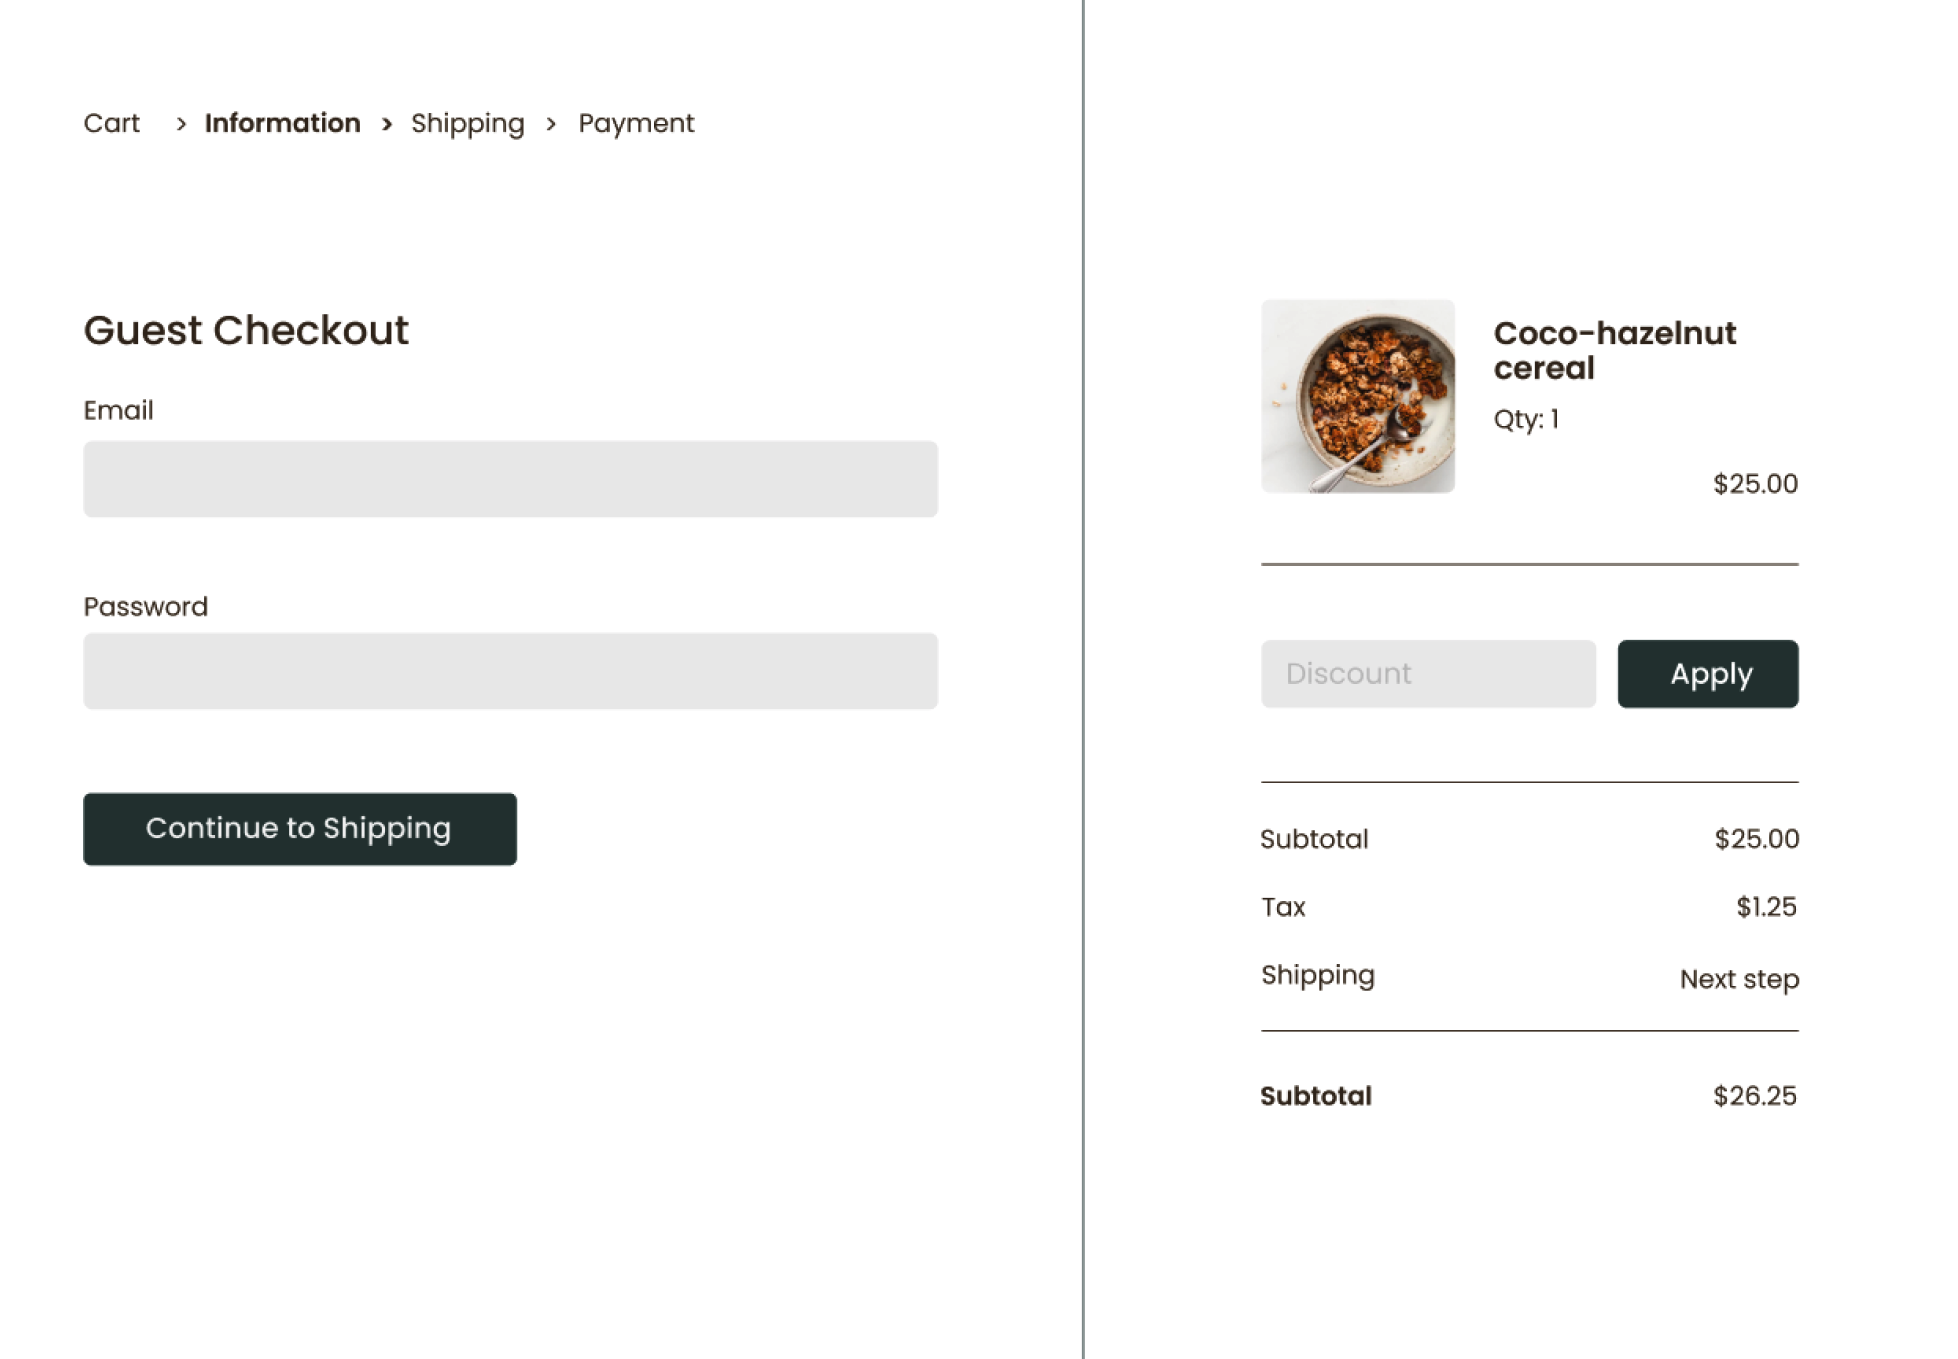 Cart > Information > Shipping > Payment
Guest Checkout
Email
Password
Continue to Shipping
Coco-hazelnut
cereal
Qty: 1
$25.00
Discount
Apply
Subtotal $25.00
Tax $1.25
Shipping Next step
Subtotal $26.25